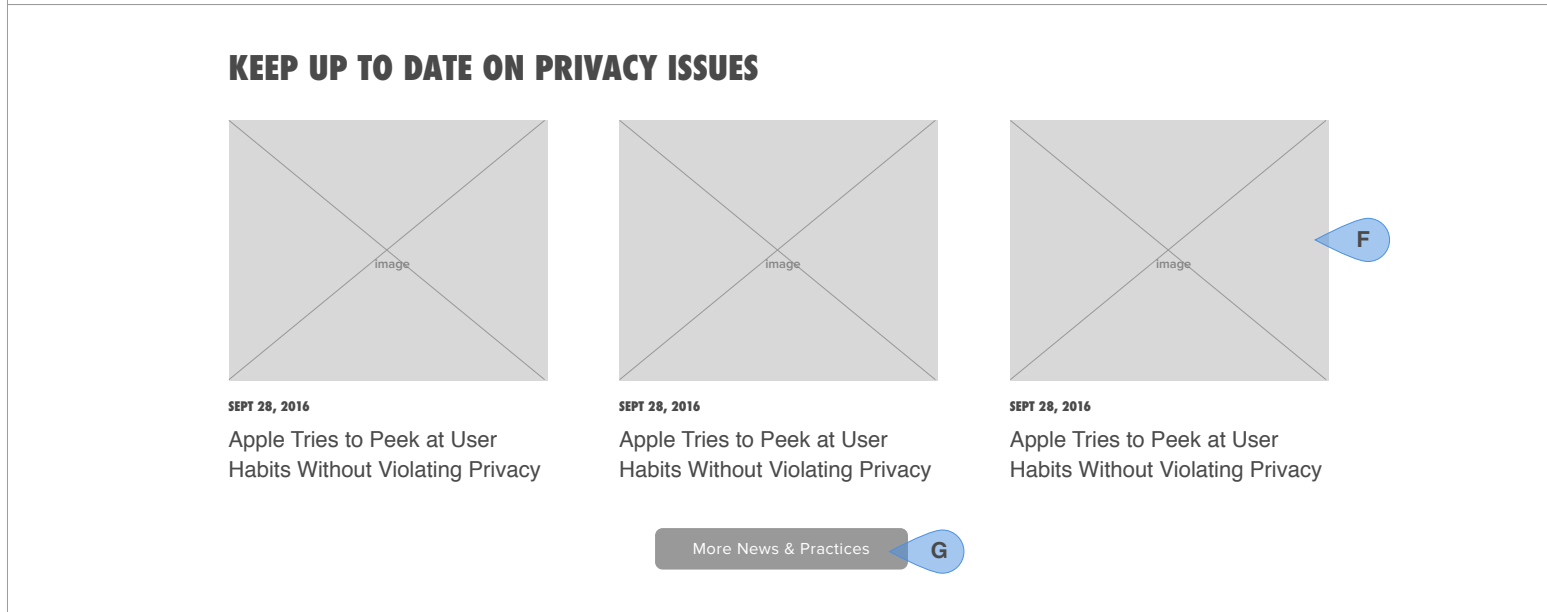 KEEP UP TO DATE ON PRIVACY ISSUES
image
image
image
F
SEPT 28, 2016
Apple Tries to Peek at User
Habits Without Violating Privacy
SEPT 28, 2016
Apple Tries to Peek at User
Habits Without Violating Privacy
SEPT 28, 2016
Apple Tries to Peek at User
Habits Without Violating Privacy
More News & Practices
G